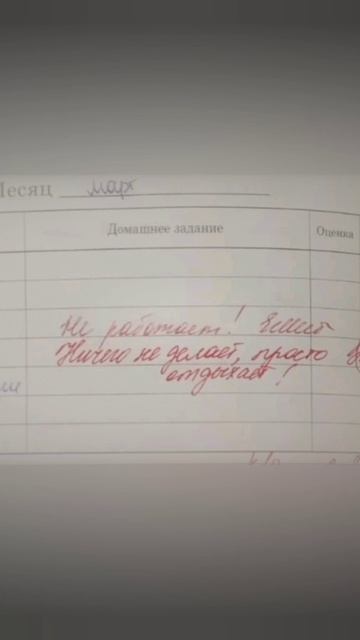 Месяц март
Домашнее задание Оценка
Не работает!
Ничего не делает, просто
отдыхает!